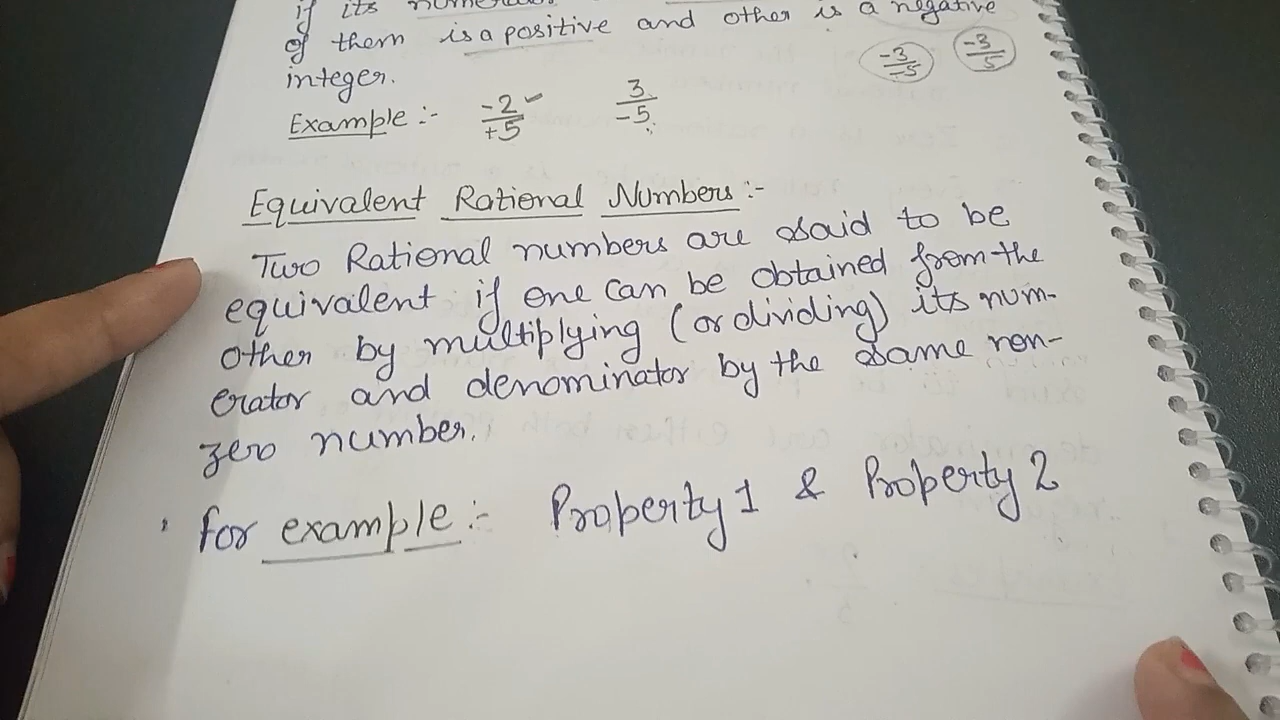 if its
of them is a positive and other is a negative
integer.
-3/-5 -3/5
Example :- -2/+5 3/-5
Equivalent Rational Numbers :-
Two Rational numbers are said to be
equivalent if one can be obtained from the
other by multiplying (or dividing) its num-
erator and denominator by the same non-
zero number.
for example :- Property 1 & Property 2